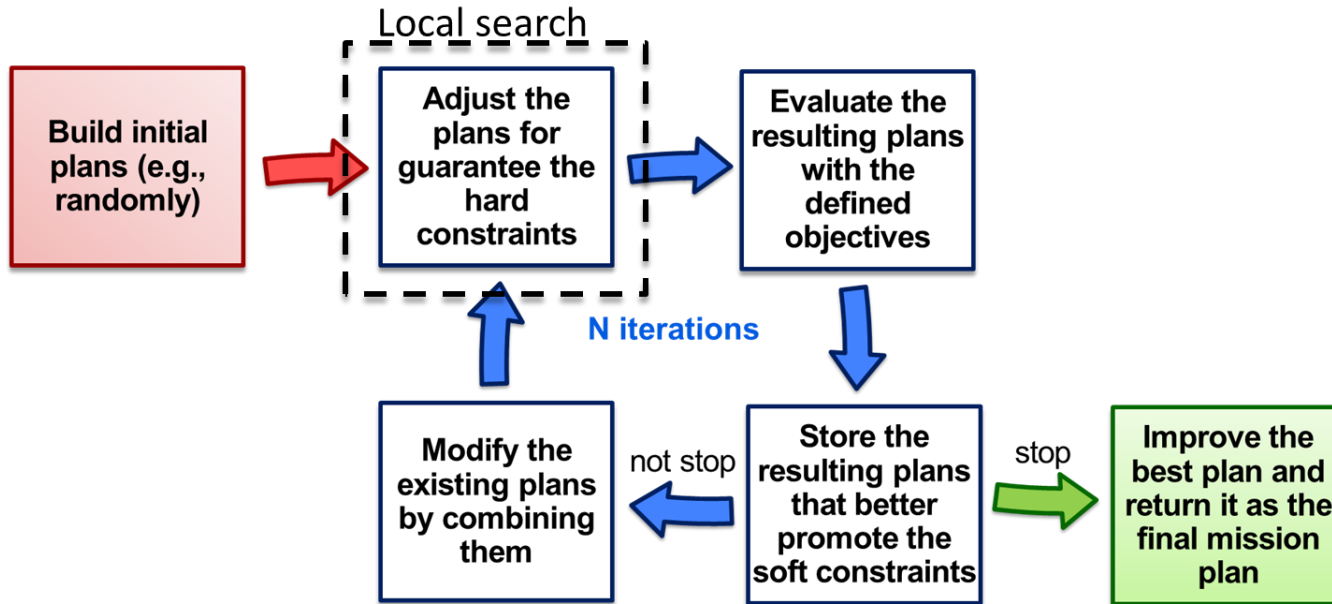 Local search
Build initial
plans (e.g.,
randomly)
Adjust the
plans for
guarantee the
hard
constraints
Evaluate the
resulting plans
with the
defined
objectives
N iterations
Modify the
existing plans
by combining
them
not stop
Store the
resulting plans
that better
promote the
soft constraints
stop
Improve the
best plan and
return it as the
final mission
plan